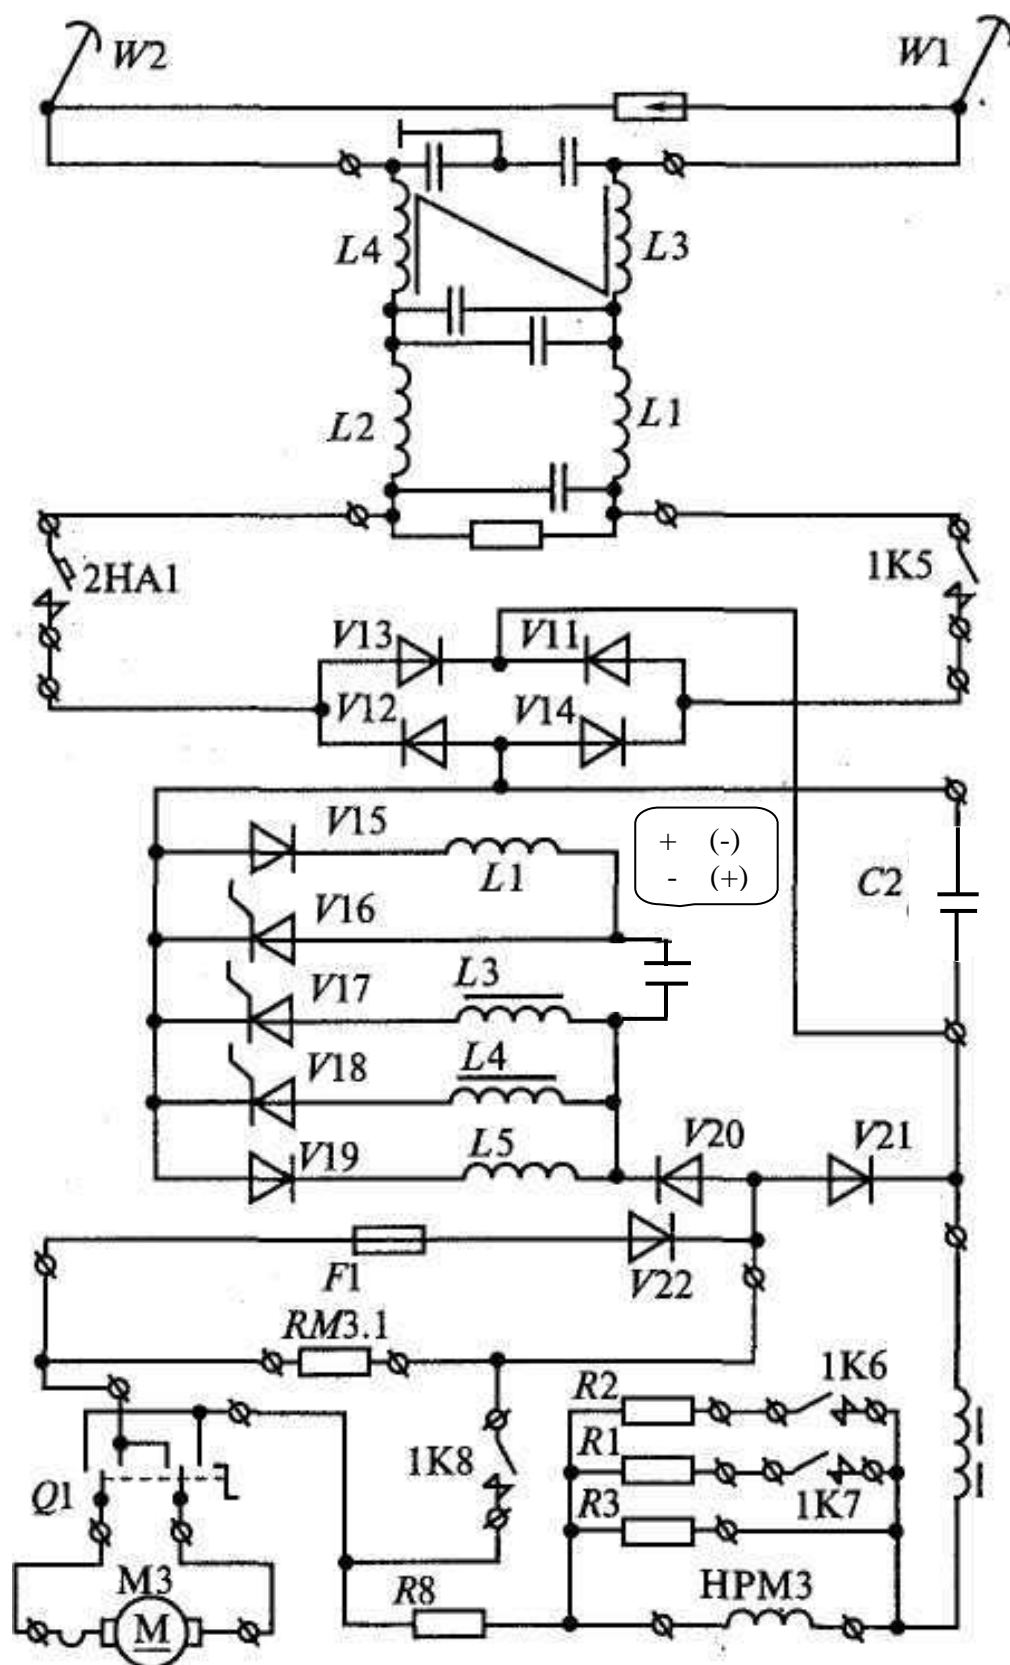 W2 W1
L4 L3
L2 L1
2HA1 1K5
V13 V11
V12 V14
V15
+ (-)
L1 - (+) C2
V16
L3
V17
L4
V18
V20 V21
V19 L5
F1 V22
RM3.1
R2 1K6
R1
1K8
Q1 1K7
R3
M3 R8 HPM3
M